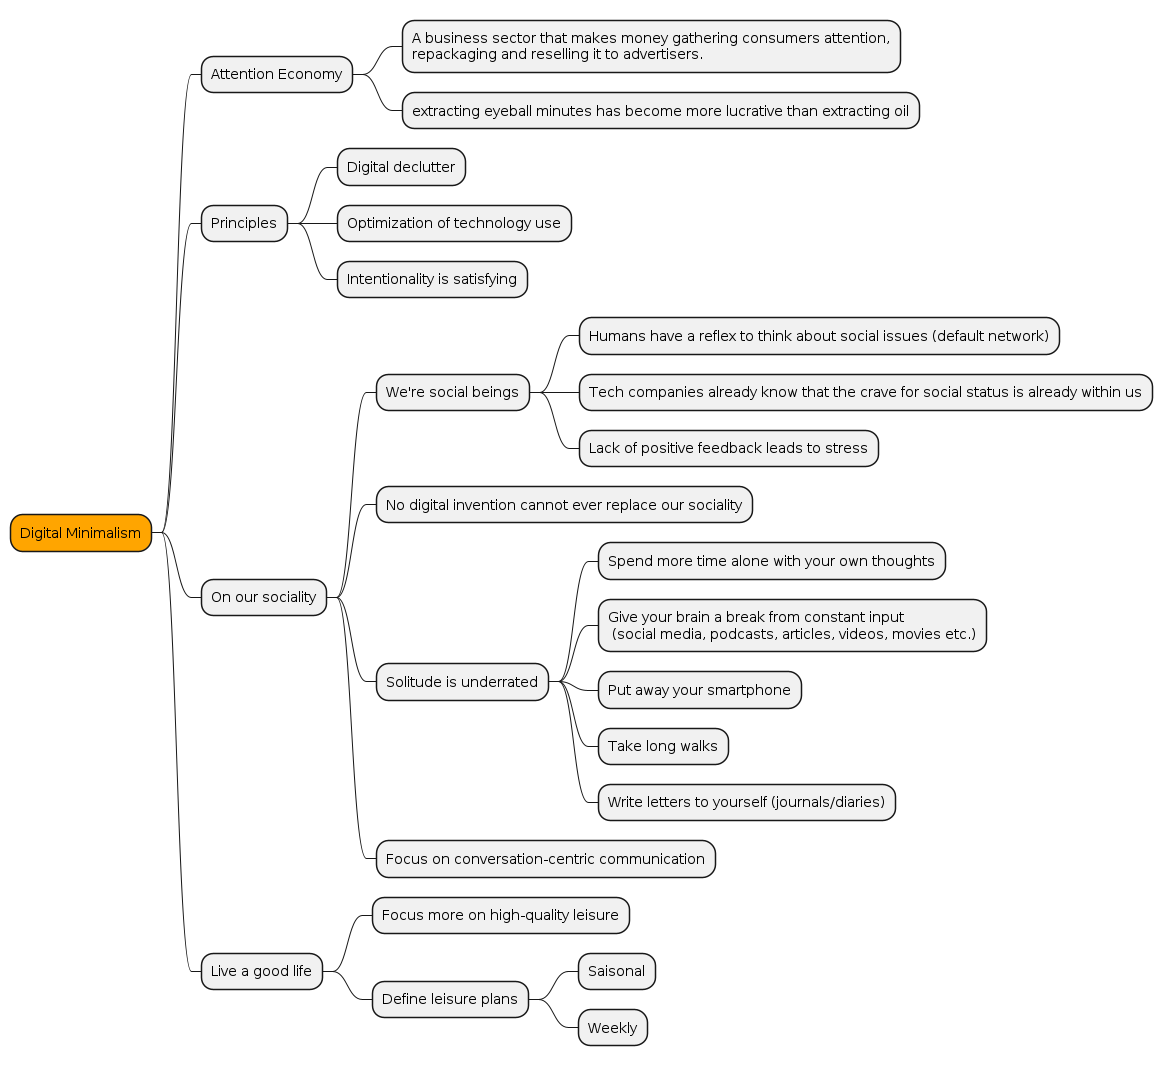 A business sector that makes money gathering consumers attention,
repackaging and reselling it to advertisers.
Attention Economy
extracting eyeball minutes has become more lucrative than extracting oil
Digital declutter
Principles
Optimization of technology use
Intentionality is satisfying
Humans have a reflex to think about social issues (default network)
We're social beings
Tech companies already know that the crave for social status is already within us
Lack of positive feedback leads to stress
No digital invention cannot ever replace our sociality
Digital Minimalism
Spend more time alone with your own thoughts
On our sociality
Give your brain a break from constant input
(social media, podcasts, articles, videos, movies etc.)
Solitude is underrated
Put away your smartphone
Take long walks
Write letters to yourself (journals/diaries)
Focus on conversation-centric communication
Focus more on high-quality leisure
Live a good life
Saisonal
Define leisure plans
Weekly